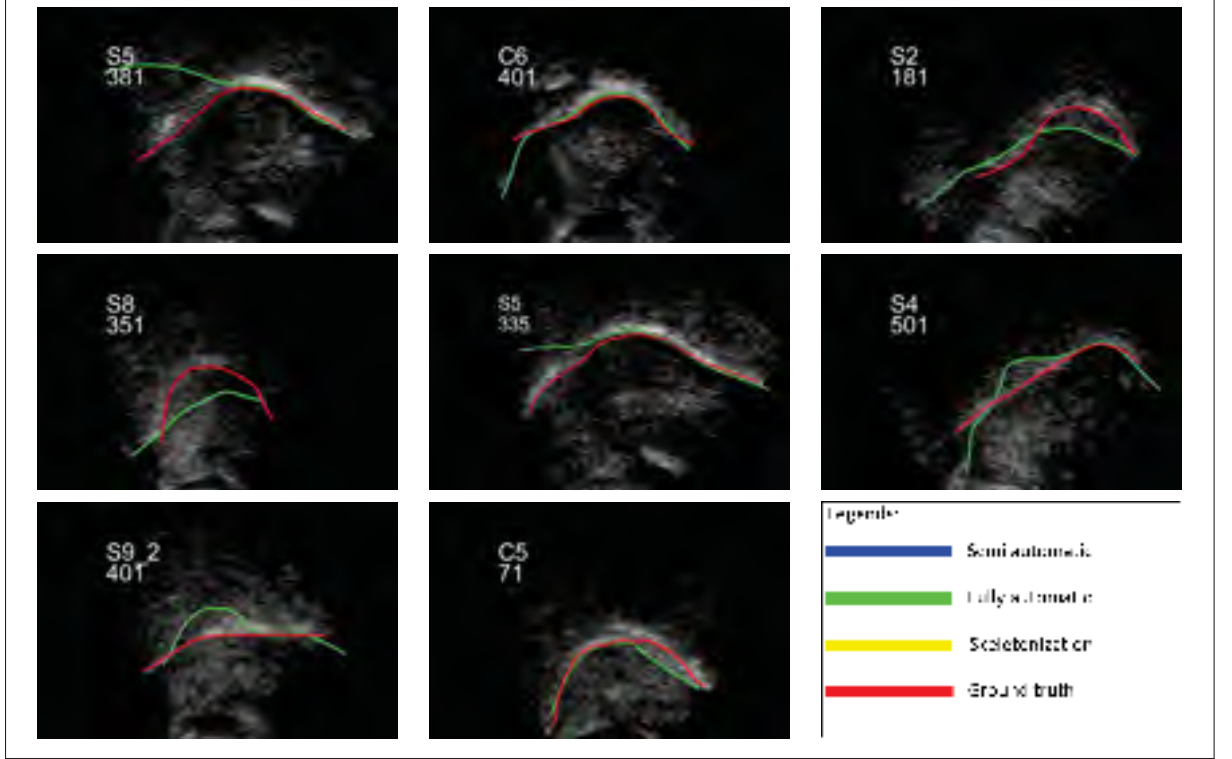 S5
381
C6
401
S2
181
S8
351
S5
335
S4
501
S9_2
401
C5
71
Legends:
Semi automatic
Fully automatic
Skeletonization
Ground truth